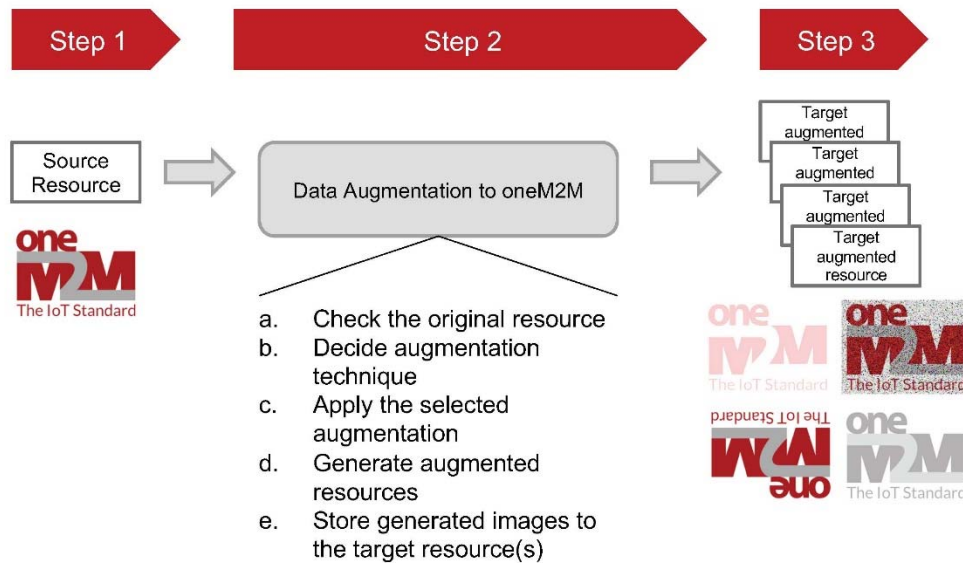 Step 1
Step 2
Step 3
Source
Resource
one
M2M
The IoT Standard
Data Augmentation to oneM2M
a. Check the original resource
b. Decide augmentation
technique
c. Apply the selected
augmentation
d. Generate augmented
resources
e. Store generated images to
the target resource(s)
Target
augmented
Target
augmented
Target
augmented
Target
augmented
resource
one
M2M
The IoT Standard
one
M2M
The IoT Standard
one
M2M
The IoT Standard
one
M2M
The IoT Standard